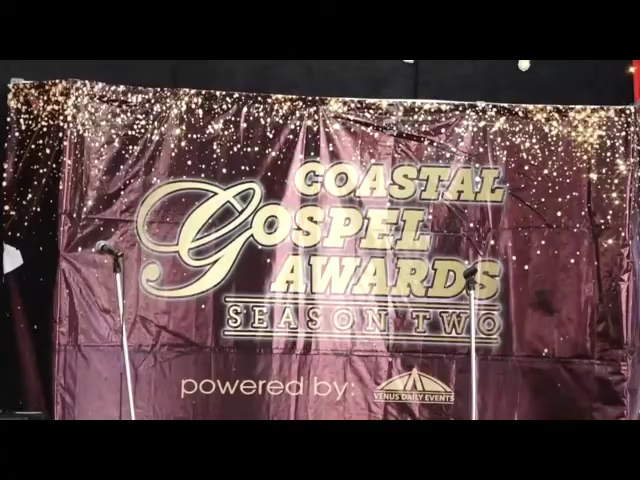 COASTAL
GOSPEL
AWARDS
SEASON TWO
powered by:
VENUS DAILY EVENTS